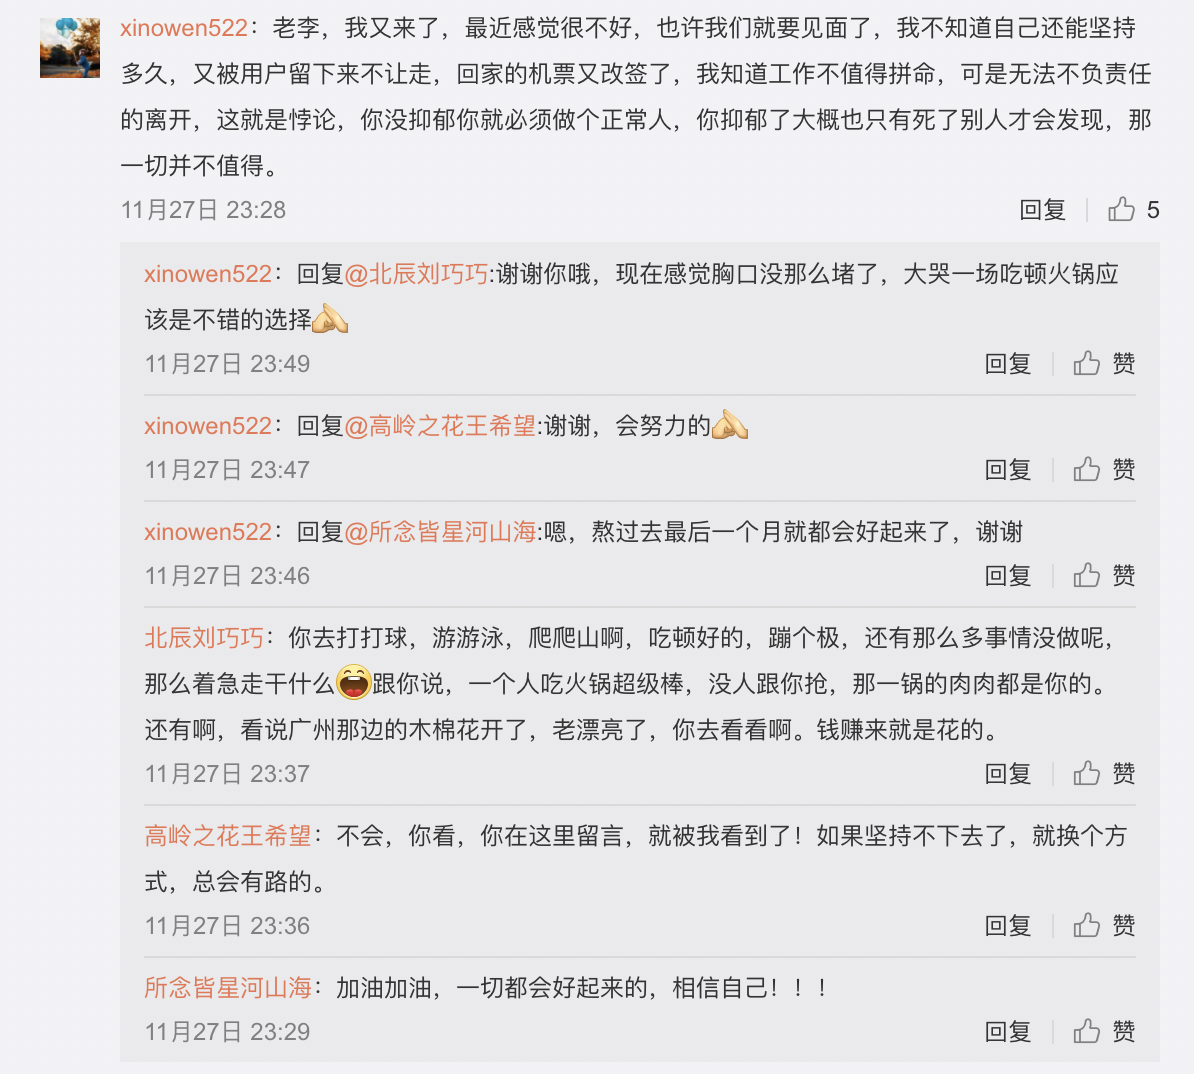 xinowen522：老李，我又来了，最近感觉很不好，也许我们就要见面了，我不知道自己还能坚持
多久，又被用户留下来不让走，回家的机票又改签了，我知道工作不值得拼命，可是无法不负责任
的离开，这就是悖论，你没抑郁你就必须做个正常人，你抑郁了大概也只有死了别人才会发现，那
一切并不值得。
11月27日 23:28 回复 5
xinowen522：回复@北辰刘巧巧:谢谢你哦，现在感觉胸口没那么堵了，大哭一场吃顿火锅应
该是不错的选择
11月27日 23:49 回复 赞
xinowen522：回复@高岭之花王希望:谢谢，会努力的
11月27日 23:47 回复 赞
xinowen522：回复@所念皆星河山海:嗯，熬过去最后一个月就都会好起来了，谢谢
11月27日 23:46 回复 赞
北辰刘巧巧：你去打打球，游游泳，爬爬山啊，吃顿好的，蹦个极，还有那么多事情没做呢，
那么着急走干什么跟你说，一个人吃火锅超级棒，没人跟你抢，那一锅的肉肉都是你的。
还有啊，看说广州那边的木棉花开了，老漂亮了，你去看看啊。钱赚来就是花的。
11月27日 23:37 回复 赞
高岭之花王希望：不会，你看，你在这里留言，就被我看到了！如果坚持不下去了，就换个方
式，总会有路的。
11月27日 23:36 回复 赞
所念皆星河山海：加油加油，一切都会好起来的，相信自己！！！
11月27日 23:29 回复 赞